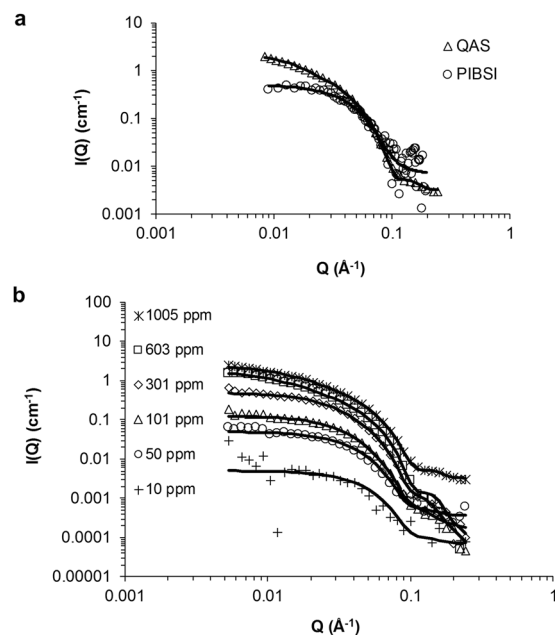 a
10
1
0.1
0.01
0.001
I(Q) (cm⁻¹)
QAS
PIBSI
0.001
0.01
0.1
1
Q (Å⁻¹)
b
100
10
1
0.1
0.01
0.001
0.0001
0.00001
I(Q) (cm⁻¹)
1005 ppm
603 ppm
301 ppm
101 ppm
50 ppm
10 ppm
0.001
0.01
0.1
1
Q (Å⁻¹)